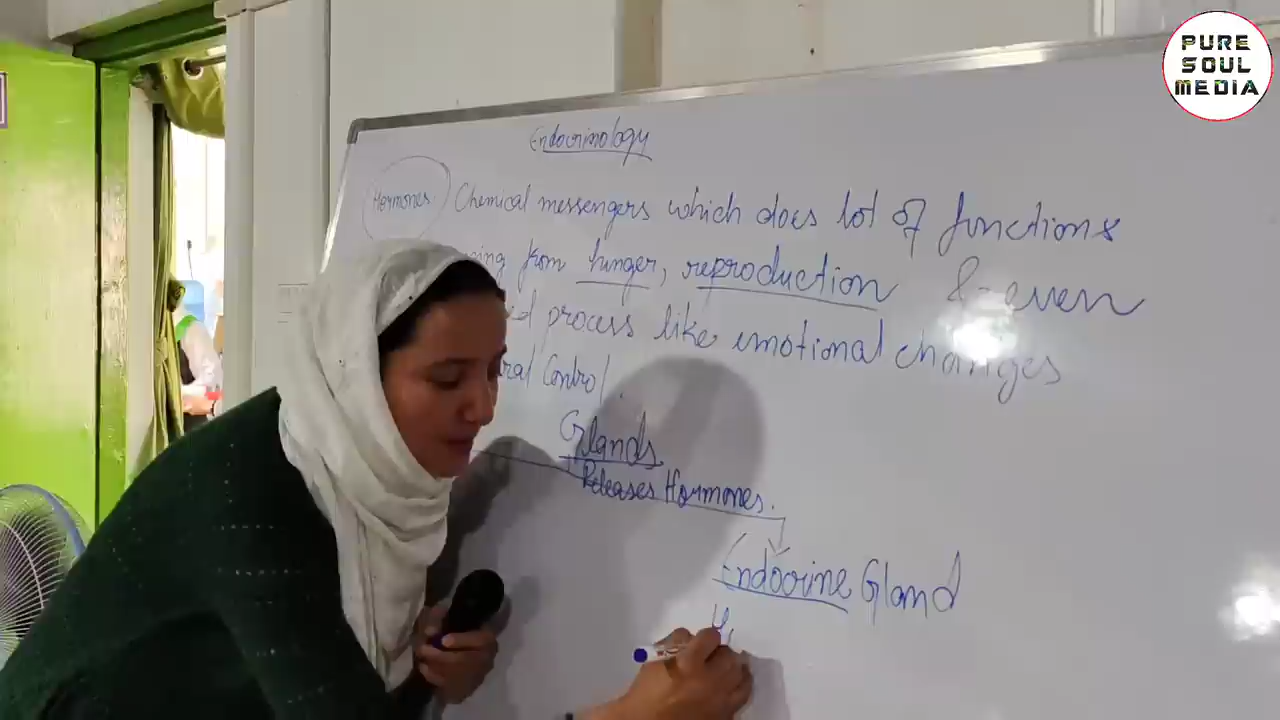 PURE
SOUL
MEDIA
Endocrinology
Hormones. Chemical messengers which does lot of functions
from hunger, reproduction & even
process like emotional changes
Control.
Glands
Releases Hormones.
Endocrine Gland